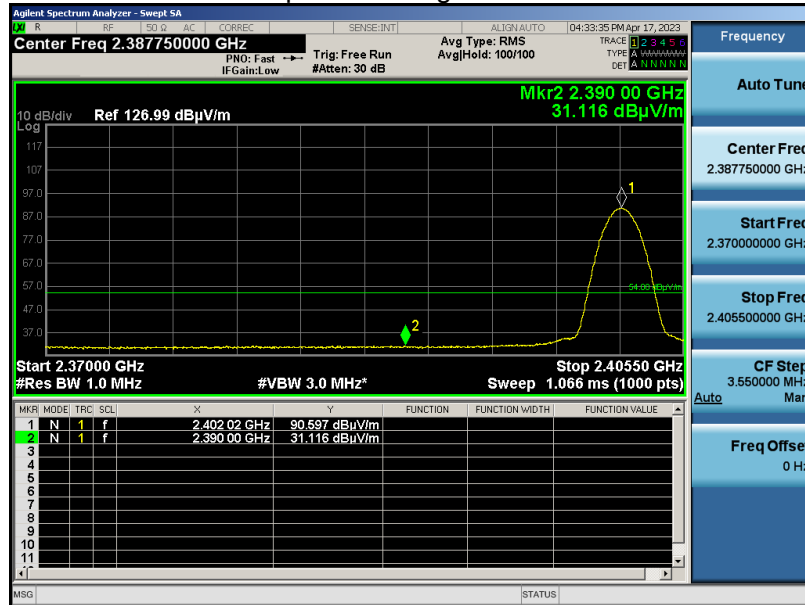 Agilent Spectrum Analyzer - Swept SA
LXI R RF 50 Ω AC CORREC SENSE:INT ALIGN AUTO 04:33:35 PM Apr 17, 2023
Center Freq 2.387750000 GHz
PNO: Fast
IFGain:Low
Trig: Free Run
#Atten: 30 dB
Avg Type: RMS
Avg|Hold: 100/100
TRACE 1 2 3 4 5 6
TYPE A WWWWW
DET A N N N N N
Frequency
Mkr2 2.390 00 GHz
31.116 dBµV/m
10 dB/div Ref 126.99 dBµV/m
Log
117
107
97.0
87.0
77.0
67.0
57.0
47.0
37.0
1
2
54.00 dBµV/m
Start 2.37000 GHz Stop 2.40550 GHz
#Res BW 1.0 MHz #VBW 3.0 MHz* Sweep 1.066 ms (1000 pts)
MKR MODE TRC SCL X Y FUNCTION FUNCTION WIDTH FUNCTION VALUE
1 N 1 f 2.402 02 GHz 90.597 dBµV/m
2 N 1 f 2.390 00 GHz 31.116 dBµV/m
3
4
5
6
7
8
9
10
11
MSG STATUS
Auto Tune
Center Freq
2.387750000 GHz
Start Freq
2.370000000 GHz
Stop Freq
2.405500000 GHz
CF Step
3.550000 MHz
Auto Man
Freq Offset
0 Hz